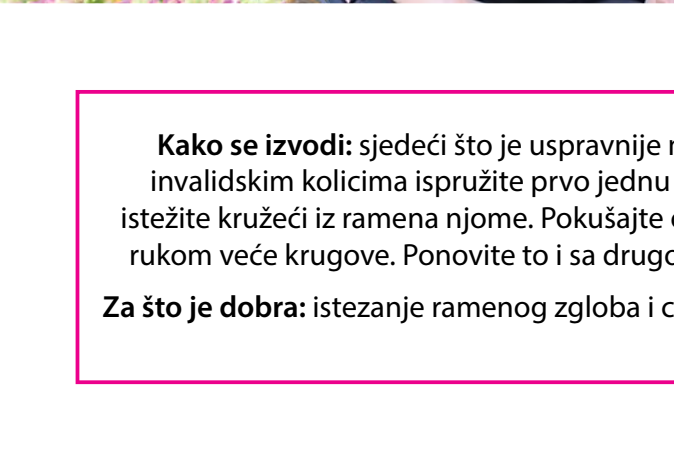 Kako se izvodi: sjedeći što je uspravnije
invalidskim kolicima ispružite prvo jednu
istežite kružeći iz ramena njome. Pokušajte
rukom veće krugove. Ponovite to i sa
Za što je dobra: istezanje ramenog zgloba i